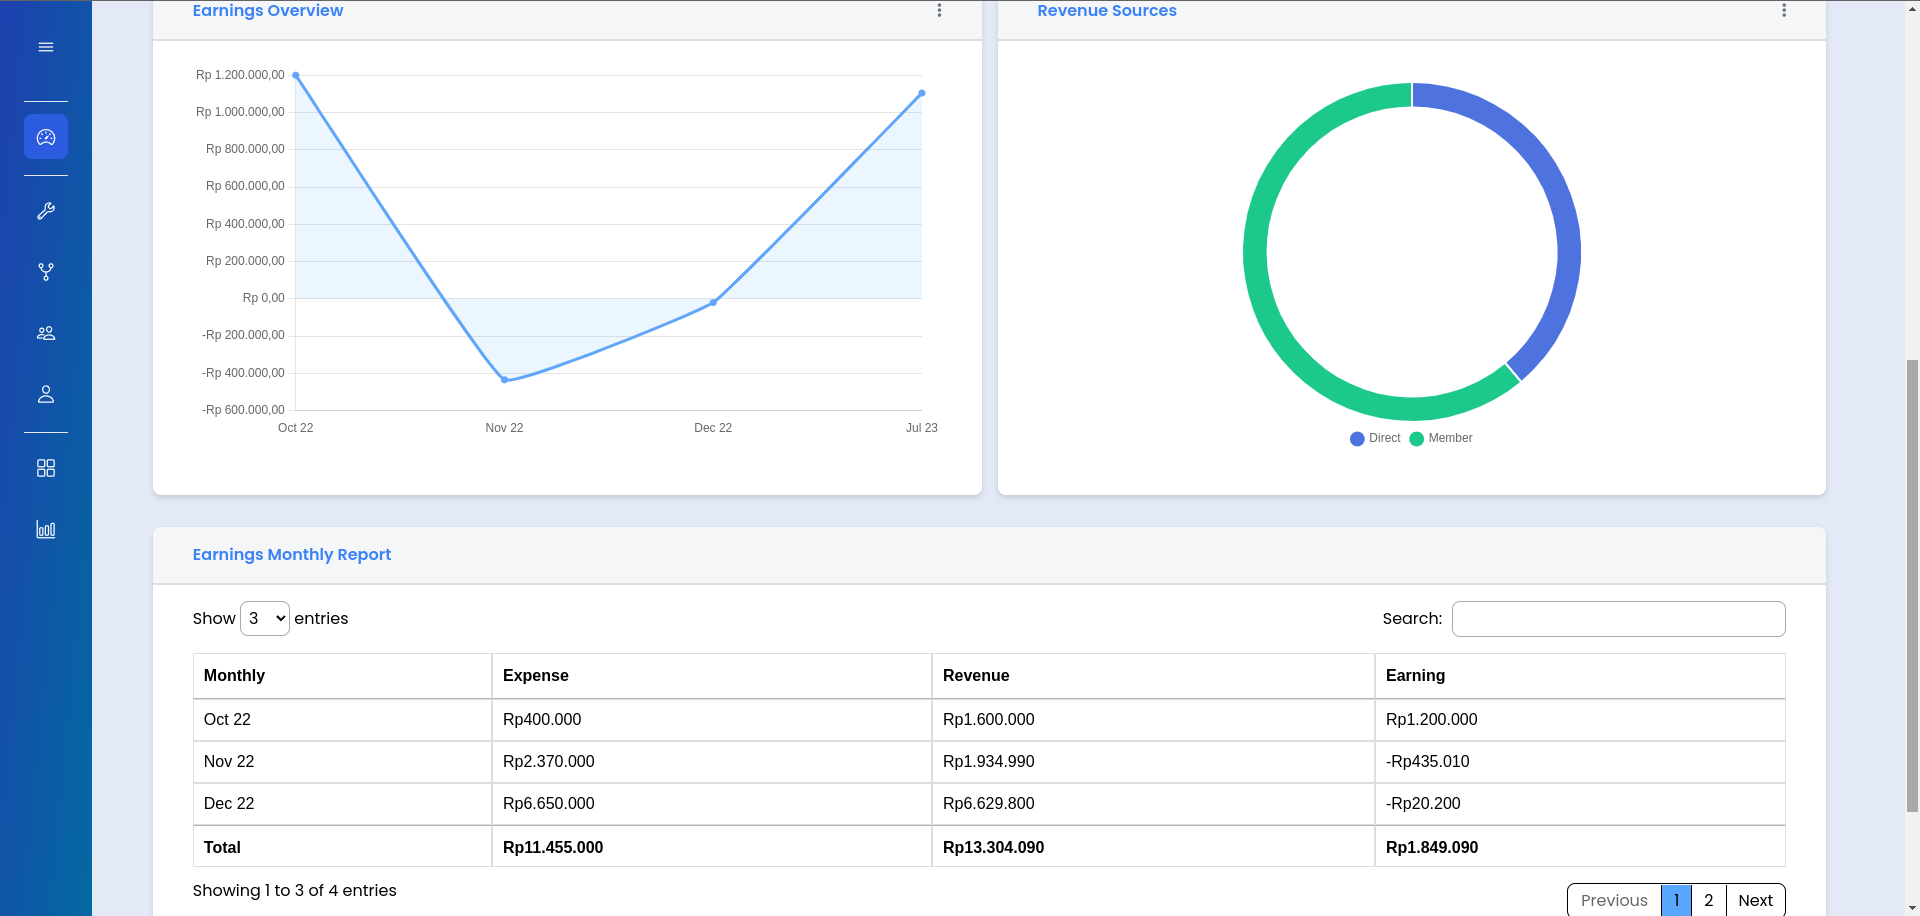 Earnings Overview
Revenue Sources
Rp 1.200.000,00
Rp 1.000.000,00
Rp 800.000,00
Rp 600.000,00
Rp 400.000,00
Rp 200.000,00
Rp 0,00
-Rp 200.000,00
-Rp 400.000,00
-Rp 600.000,00
Oct 22 Nov 22 Dec 22 Jul 23
Direct Member
Earnings Monthly Report
Show 3 entries
Search:
Monthly Expense Revenue Earning
Oct 22 Rp400.000 Rp1.600.000 Rp1.200.000
Nov 22 Rp2.370.000 Rp1.934.990 -Rp435.010
Dec 22 Rp6.650.000 Rp6.629.800 -Rp20.200
Total Rp11.455.000 Rp13.304.090 Rp1.849.090
Showing 1 to 3 of 4 entries
Previous 1 2 Next